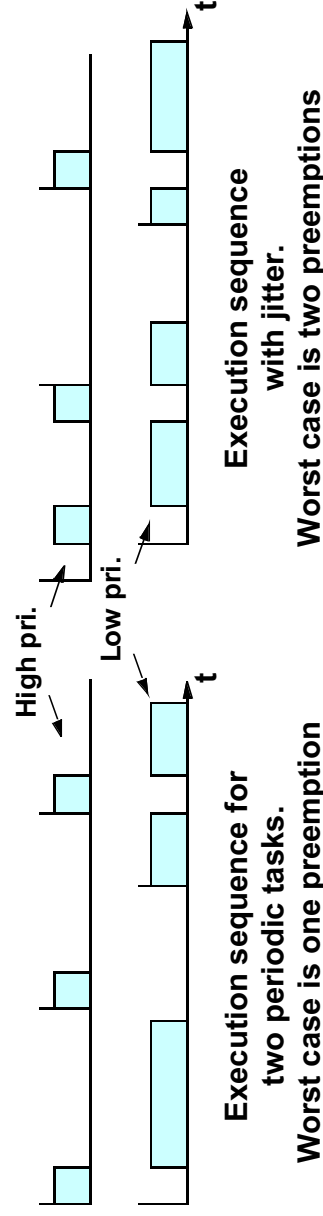 High pri.
Low pri.
t
Execution sequence for
two periodic tasks.
Worst case is one preemption
t
Execution sequence
with jitter.
Worst case is two preemptions